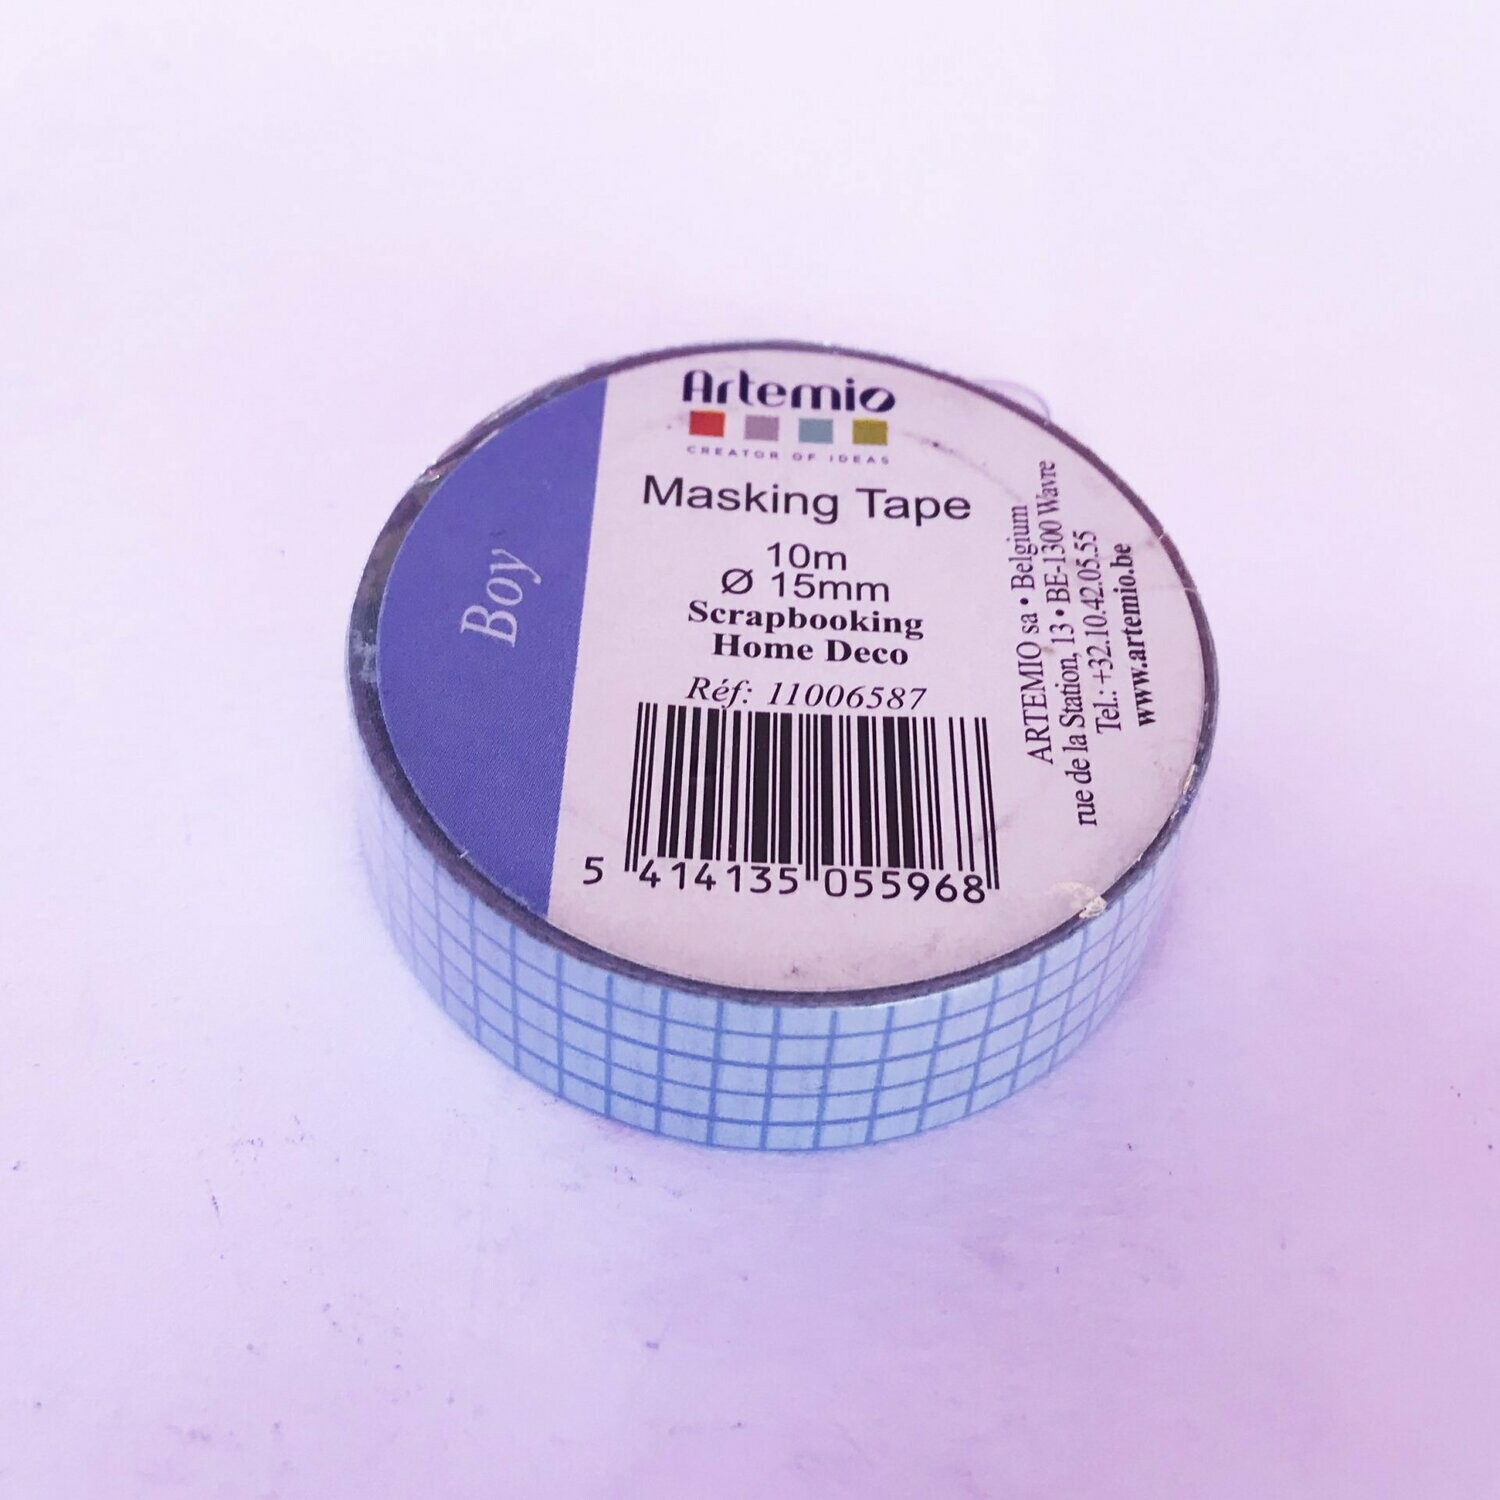 Artemio
CREATOR OF IDEAS
Masking Tape
10m
Ø 15mm
Scrapbooking
Home Deco
Réf: 11006587
5 414135 055968
Boy
ARTEMIO sa • Belgium
rue de la Station, 13 • BE-1300 Wavre
Tel.: +32.10.42.05.55
www.artemio.be